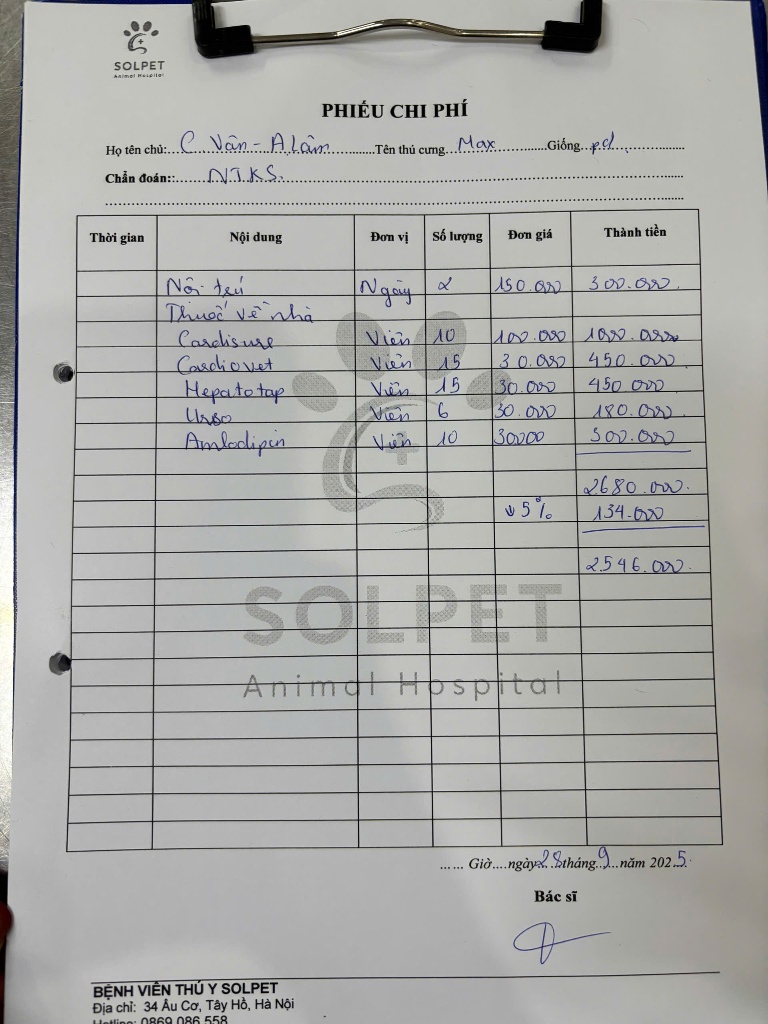 SOLPET
Animal Hospital
PHIẾU CHI PHÍ
Họ tên chủ:....C Vân - A Lâm....Tên thú cưng...Max....Giống..pd....
Chẩn đoán::....NTKS....
Thời gian Nội dung Đơn vị Số lượng Đơn giá Thành tiền
Nội trú Ngày 2 150.000 300.000
Thuốc về nhà
Cardisure Viên 10 100.000 1000.000
Cardiovet Viên 15 30.000 450.000
Hepatotap Viên 15 30.000 450 000
Urso Viên 6 30.000 180.000
Amlodipin Viên 10 30000 300.000
2680.000
↓ 5% 134.000
2546.000
SOLPET
Animal Hospital
...... Giờ....ngày 28 tháng 9 năm 2025
Bác sĩ
BỆNH VIÊN THÚ Y SOLPET
Địa chỉ: 34 Âu Cơ, Tây Hồ, Hà Nội
Hotline: 0869 086 558